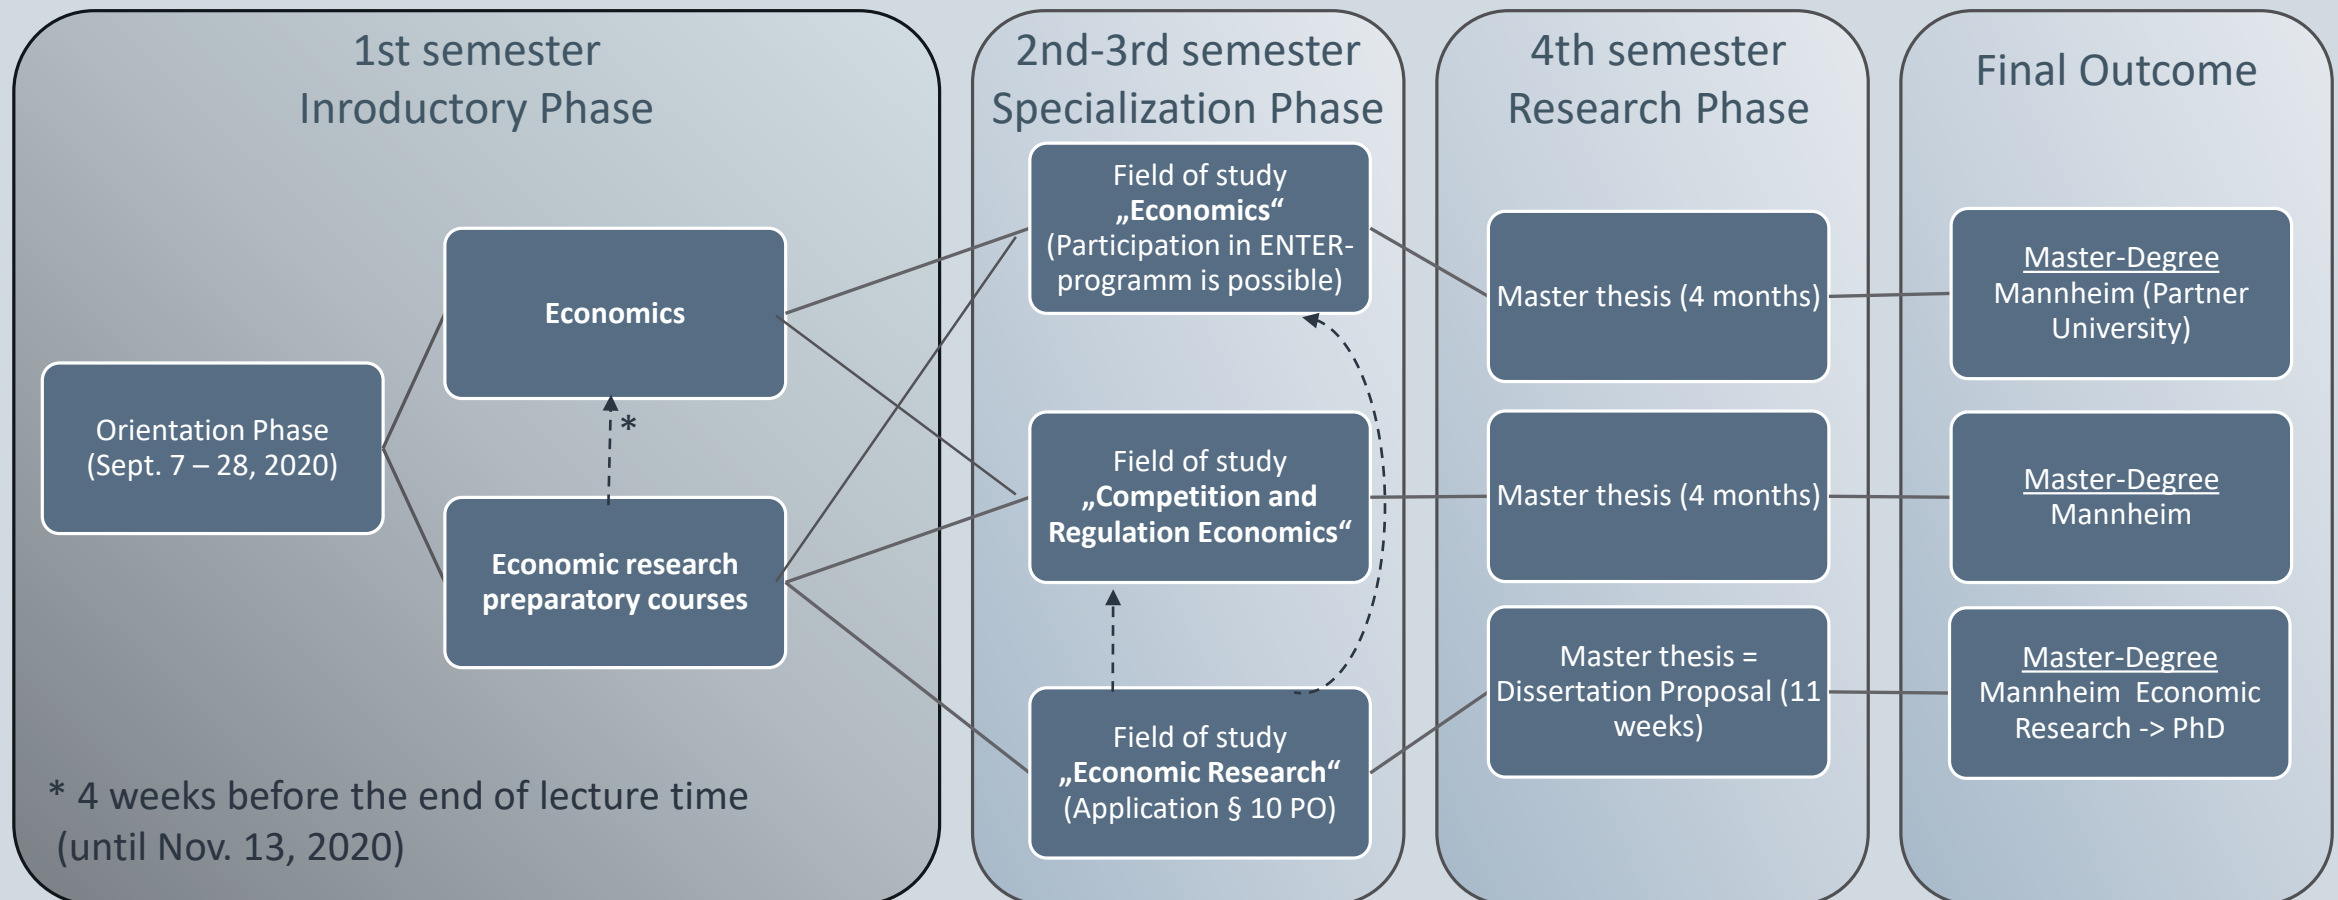 1st semester
Inroductory Phase
Orientation Phase
(Sept. 7 – 28, 2020)
Economics
*
Economic research
preparatory courses
* 4 weeks before the end of lecture time
(until Nov. 13, 2020)
2nd-3rd semester
Specialization Phase
Field of study
„Economics“
(Participation in ENTER-
programm is possible)
Field of study
„Competition and
Regulation Economics“
Field of study
„Economic Research“
(Application § 10 PO)
4th semester
Research Phase
Master thesis (4 months)
Master thesis (4 months)
Master thesis =
Dissertation Proposal (11
weeks)
Final Outcome
Master-Degree
Mannheim (Partner
University)
Master-Degree
Mannheim
Master-Degree
Mannheim  Economic
Research -> PhD